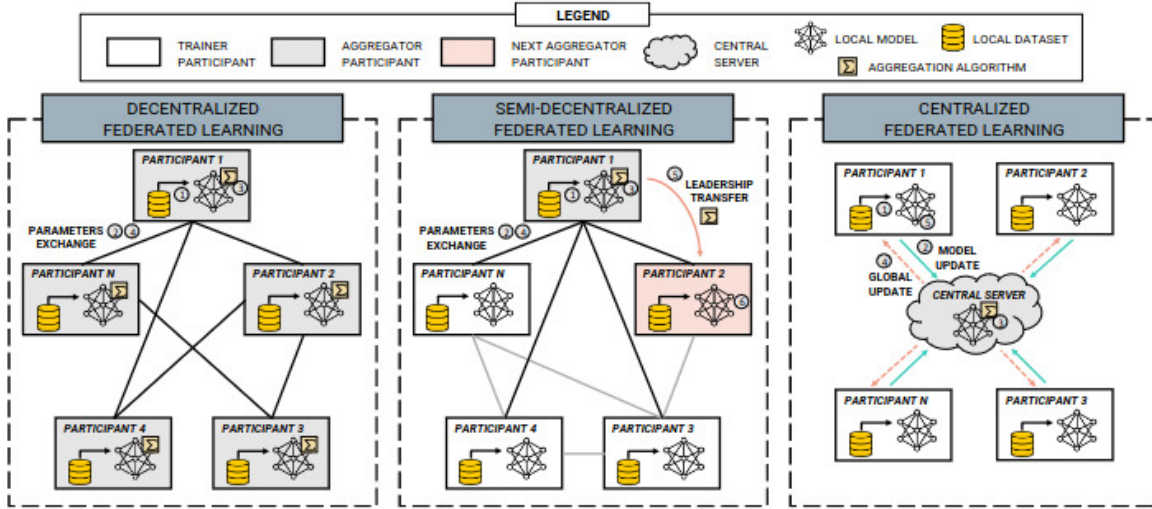 LEGEND
TRAINER
PARTICIPANT
AGGREGATOR
PARTICIPANT
NEXT AGGREGATOR
PARTICIPANT
CENTRAL
SERVER
LOCAL MODEL
LOCAL DATASET
Σ AGGREGATION ALGORITHM
DECENTRALIZED
FEDERATED LEARNING
PARTICIPANT 1
Σ
1 3
PARAMETERS 2 4
EXCHANGE
PARTICIPANT N
Σ
PARTICIPANT 2
Σ
PARTICIPANT 4
Σ
PARTICIPANT 3
Σ
SEMI-DECENTRALIZED
FEDERATED LEARNING
PARTICIPANT 1
Σ
1 3
5 LEADERSHIP
TRANSFER
Σ
PARAMETERS 2 4
EXCHANGE
PARTICIPANT N
PARTICIPANT 2
6
PARTICIPANT 4
PARTICIPANT 3
CENTRALIZED
FEDERATED LEARNING
PARTICIPANT 1
1
5
PARTICIPANT 2
2 MODEL
UPDATE
4 GLOBAL
UPDATE
CENTRAL SERVER
Σ
3
PARTICIPANT N
PARTICIPANT 3